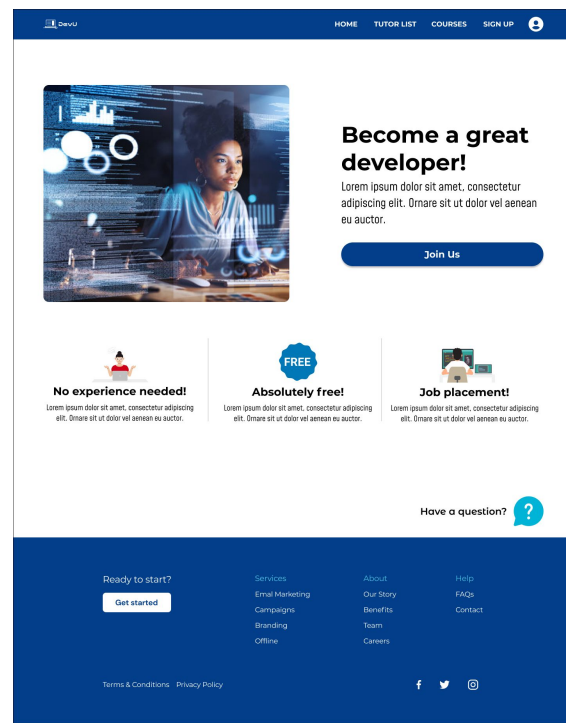 DevU
HOME TUTOR LIST COURSES SIGN UP
Become a great
developer!
Lorem ipsum dolor sit amet, consectetur
adipiscing elit. Ornare sit ut dolor vel aenean
eu auctor.
Join Us
FREE
No experience needed!
Lorem ipsum dolor sit amet, consectetur adipiscing
elit. Ornare sit ut dolor vel aenean eu auctor.
Absolutely free!
Lorem ipsum dolor sit amet, consectetur adipiscing
elit. Ornare sit ut dolor vel aenean eu auctor.
Job placement!
Lorem ipsum dolor sit amet, consectetur adipiscing
elit. Ornare sit ut dolor vel aenean eu auctor.
Have a question?
?
Ready to start?
Get started
Services
Emal Marketing
Campaigns
Branding
Offline
About
Our Story
Benefits
Team
Careers
Help
FAQs
Contact
Terms & Conditions Privacy Policy